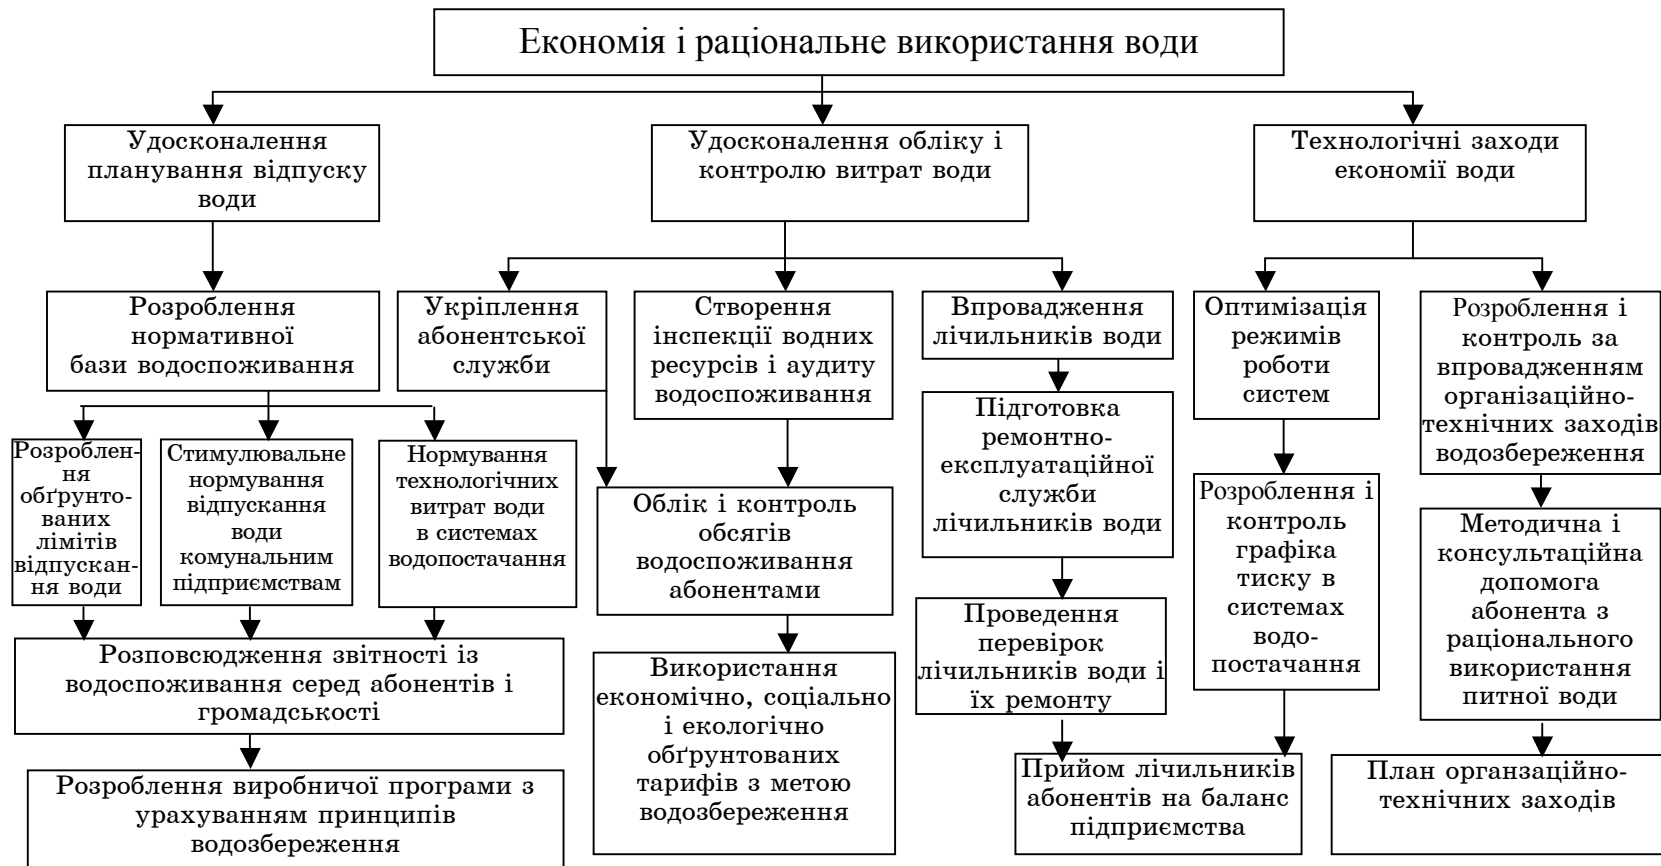 Економія і раціональне використання води
Удосконалення
планування відпуску
води
Удосконалення обліку і
контролю витрат води
Технологічні заходи
економії води
Розроблення
нормативної
бази водоспоживання
Укріплення
абонентської
служби
Створення
інспекції водних
ресурсів і аудиту
водоспоживання
Впровадження
лічильників води
Оптимізація
режимів
роботи
систем
Розроблення і
контроль за
впровадженням
організаційно-
технічних заходів
водозбереження
Розроблен-
ня
обґрунто-
ваних
лімітів
відпускан-
ня води
Стимулювальне
нормування
відпускання
води
комунальним
підприємствам
Нормування
технологічних
витрат води
в системах
водопостачання
Облік і контроль
обсягів
водоспоживання
абонентами
Підготовка
ремонтно-
експлуатаційної
служби
лічильників води
Розроблення і
контроль
графіка
тиску в
системах
водо-
постачання
Методична і
консультаційна
допомога
абонента з
раціонального
використання
питної води
Розповсюдження звітності із
водоспоживання серед абонентів і
громадськості
Використання
економічно, соціально
і екологічно
обґрунтованих
тарифів з метою
водозбереження
Проведення
перевірок
лічильників води і
їх ремонту
Розроблення виробничої програми з
урахуванням принципів
водозбереження
Прийом лічильників
абонентів на баланс
підприємства
План органзаційно-
технічних заходів